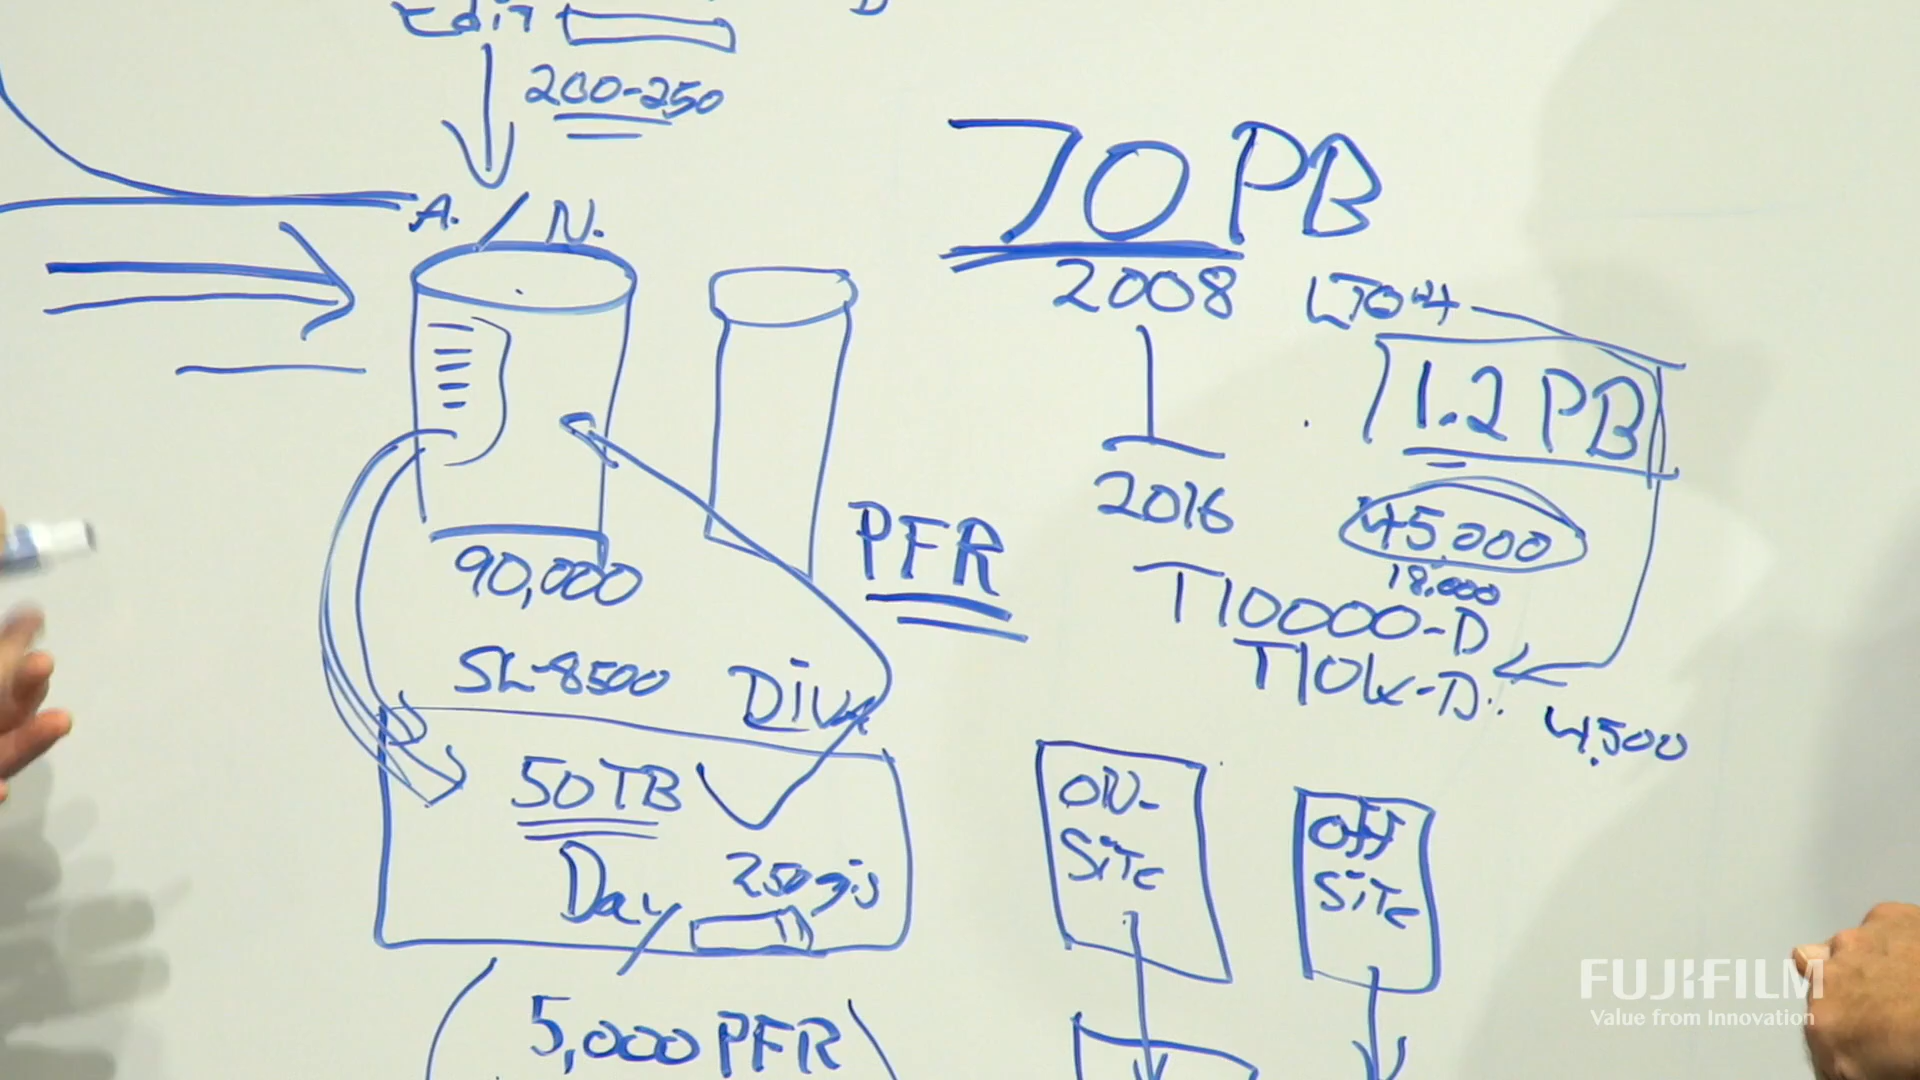 Edit
200-250
A. / N.
70 PB
2008 LTO4
1.2 PB
2016
45,000
18,000
T10000-D
T10k-D
4,500
90,000
PFR
SL-8500
Diva
50TB
Day
250gig
5,000 PFR
ON-
SiTe
Off
SiTe
FUJIFILM
Value from Innovation